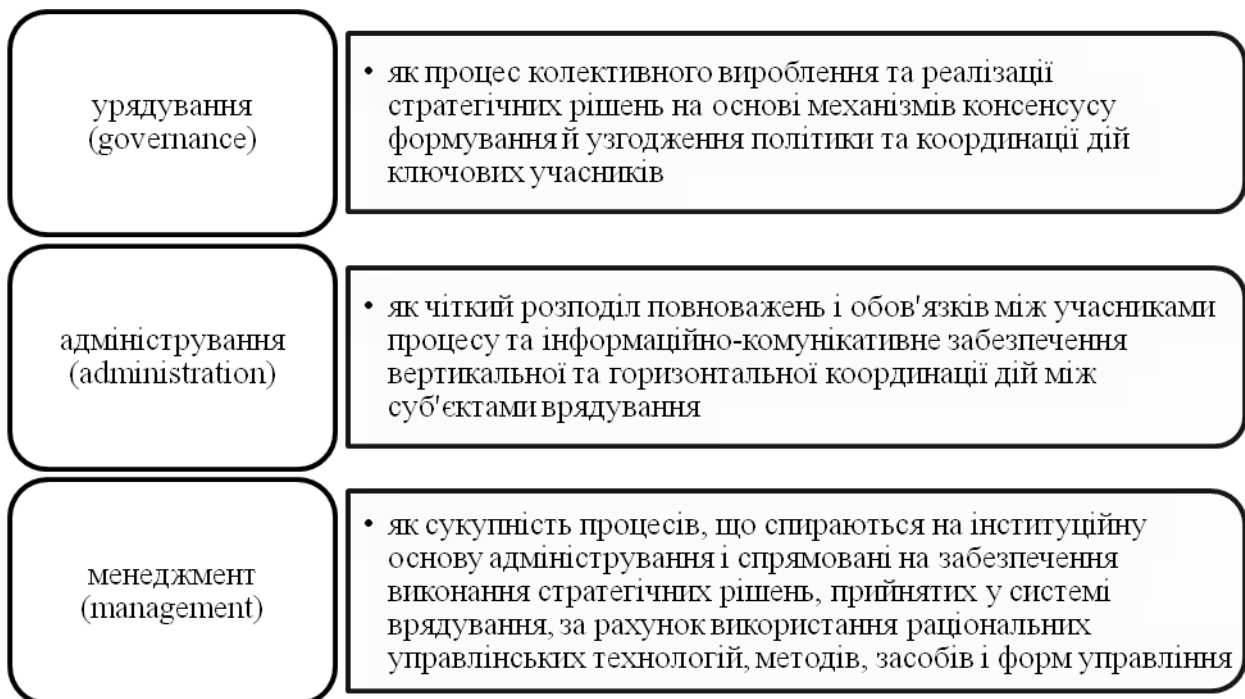 урядування
(governance)
• як процес колективного вироблення та реалізації
стратегічних рішень на основі механізмів консенсусу
формування й узгодження політики та координації дій
ключових учасників
адміністрування
(administration)
• як чіткий розподіл повноважень і обов'язків між учасниками
процесу та інформаційно-комунікативне забезпечення
вертикальної та горизонтальної координації дій між
суб'єктами врядування
менеджмент
(management)
• як сукупність процесів, що спираються на інституційну
основу адміністрування і спрямовані на забезпечення
виконання стратегічних рішень, прийнятих у системі
врядування, за рахунок використання раціональних
управлінських технологій, методів, засобів і форм управління